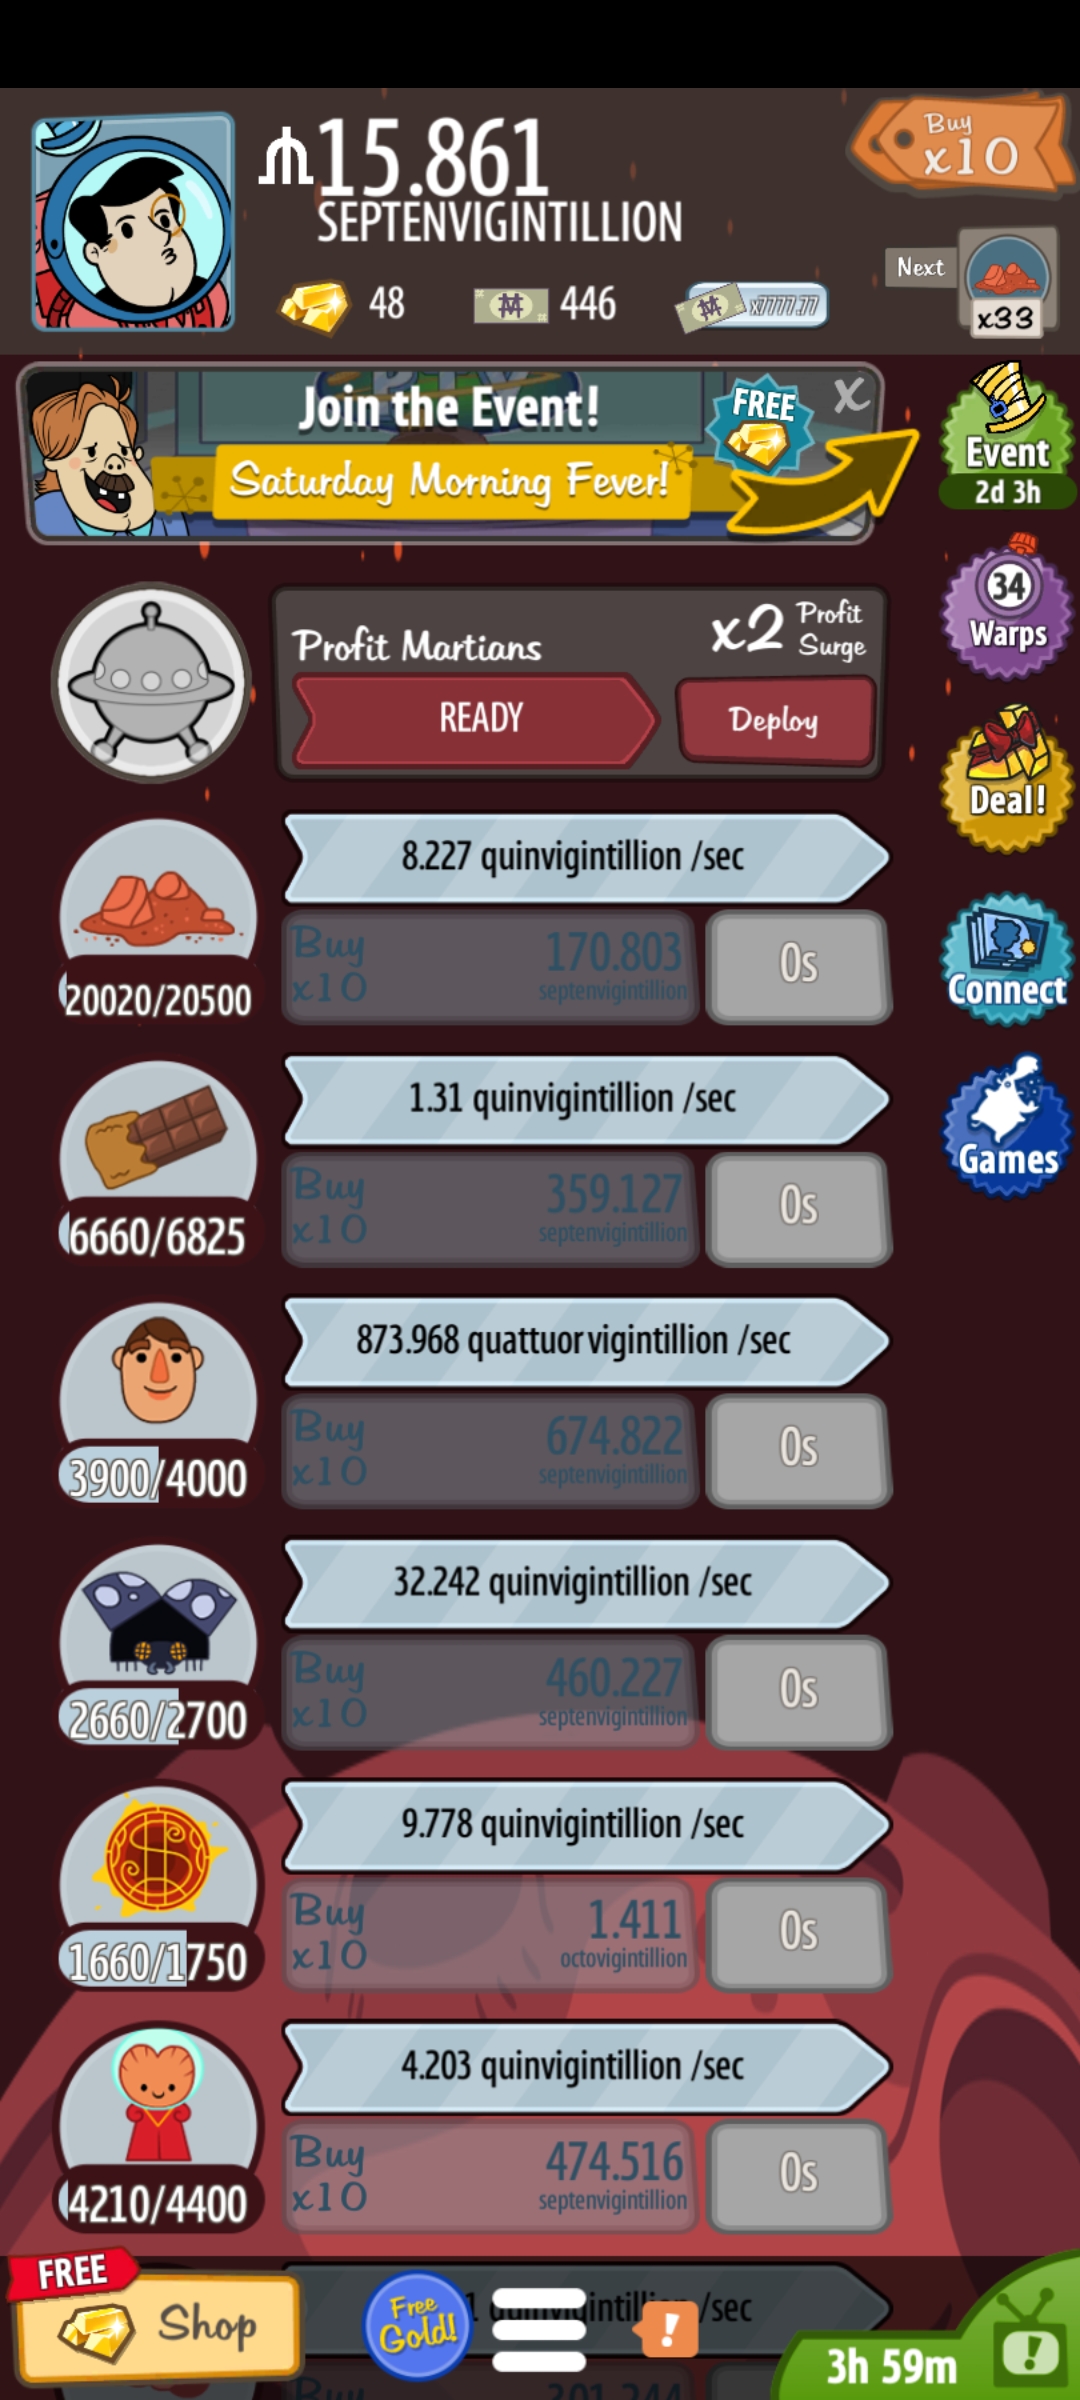 15.861
SEPTENVIGINTILLION
Buy
x10
48
446
x7777.77
Next
x33
Join the Event!
FREE
X
Saturday Morning Fever!
Event
2d 3h
34
Warps
Profit Martians
x2 Profit Surge
READY
Deploy
Deal!
8.227 quinvigintillion /sec
Buy x10
170.803
septenvigintillion
0s
20020/20500
Connect
1.31 quinvigintillion /sec
Buy x10
359.127
septenvigintillion
0s
6660/6825
Games
873.968 quattuorvigintillion /sec
Buy x10
674.822
septenvigintillion
0s
3900/4000
32.242 quinvigintillion /sec
Buy x10
460.227
septenvigintillion
0s
2660/2700
9.778 quinvigintillion /sec
Buy x10
1.411
octovigintillion
0s
1660/1750
4.203 quinvigintillion /sec
Buy x10
474.516
septenvigintillion
0s
4210/4400
FREE
Shop
Free Gold!
/sec
!
3h 59m
!
Buy